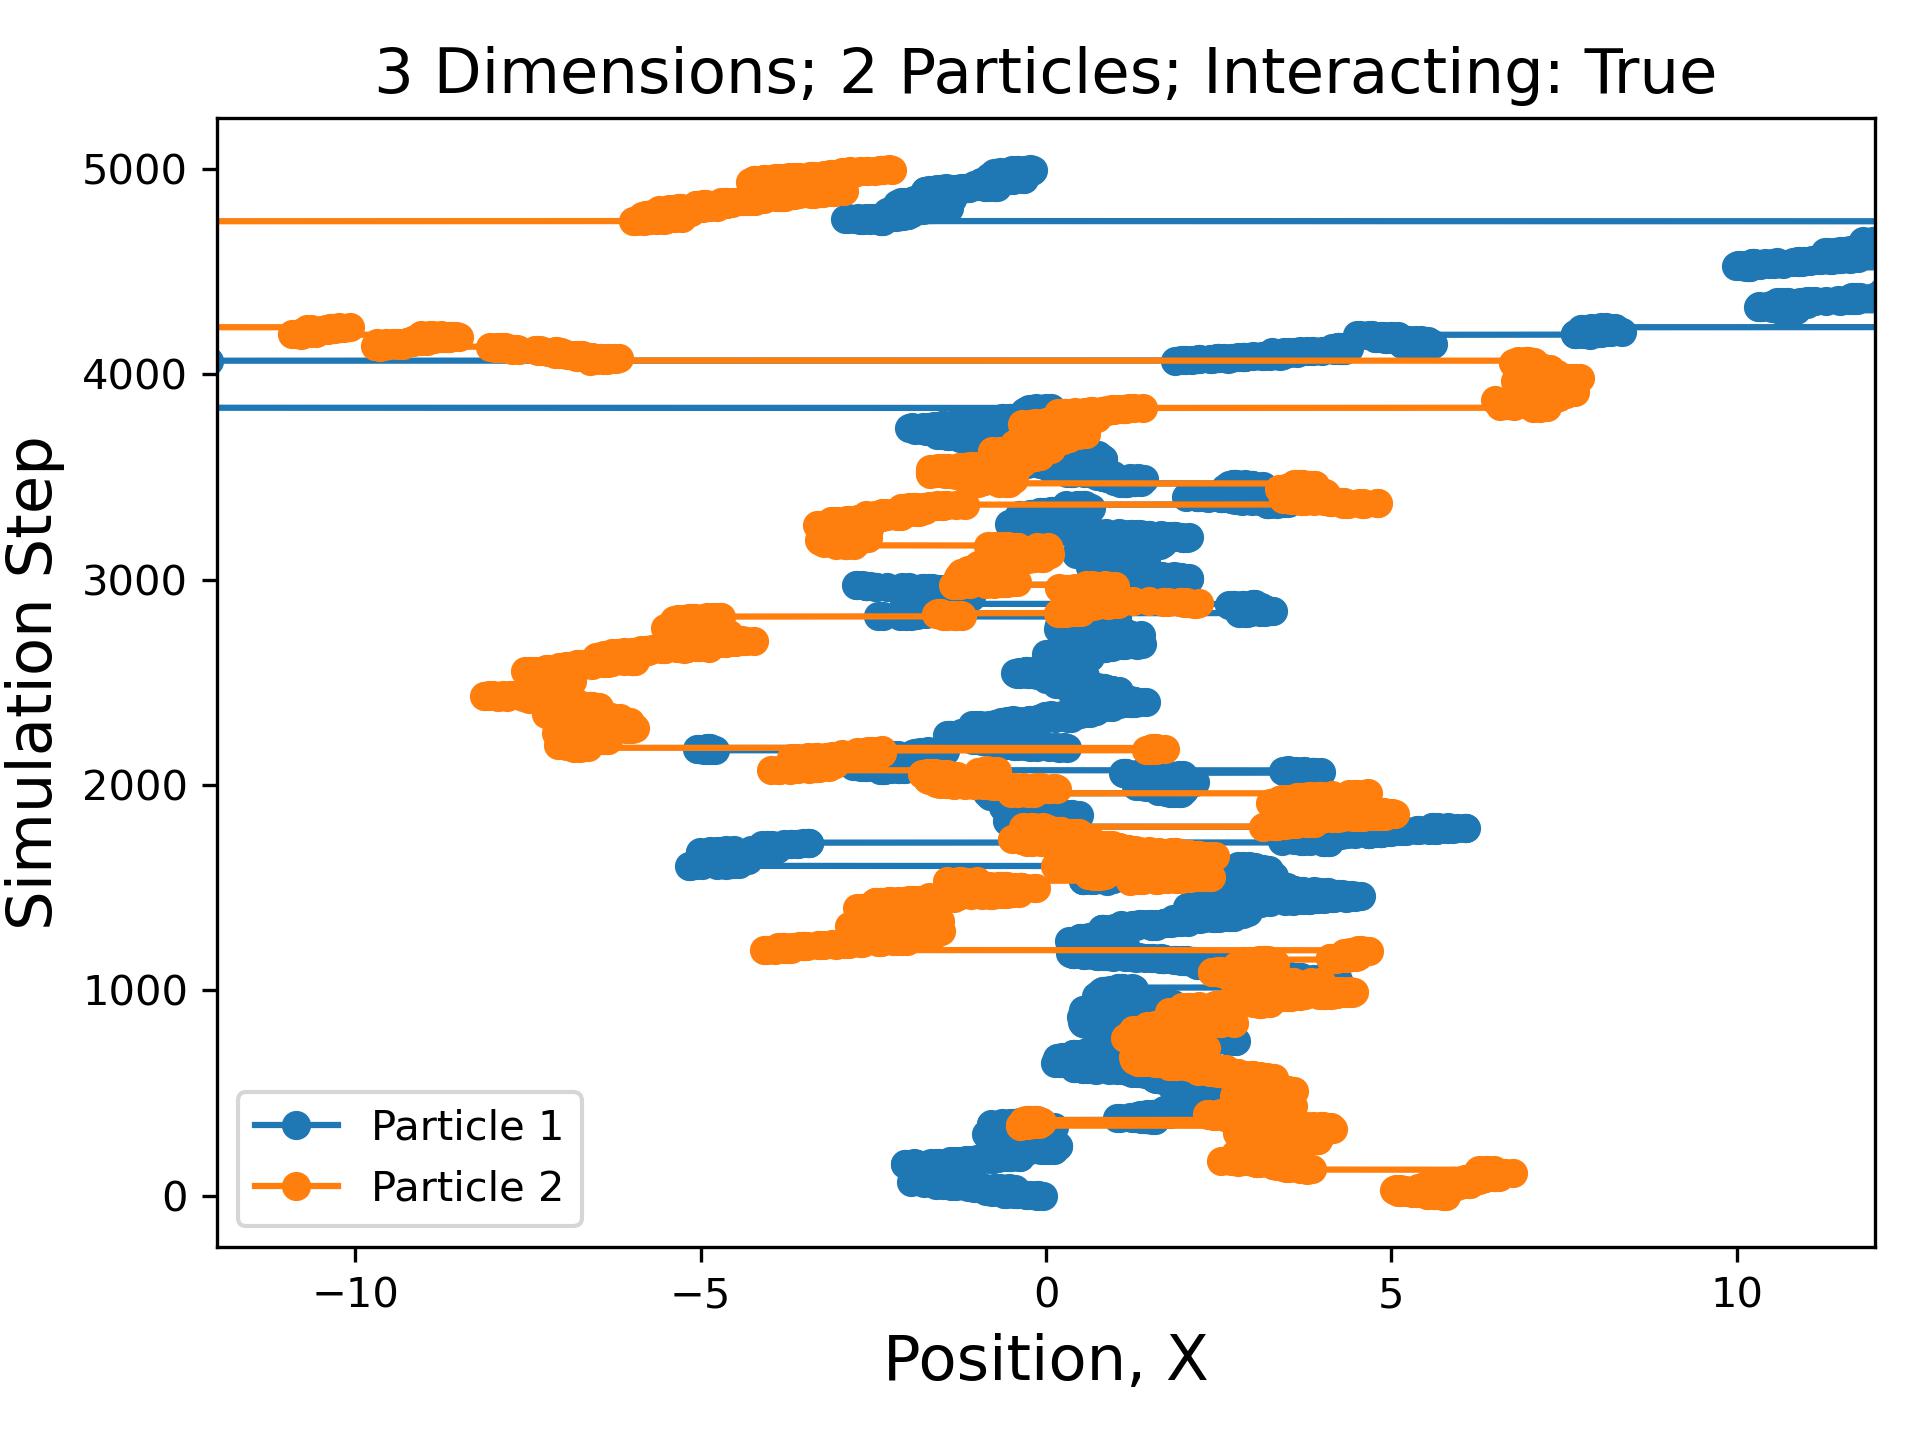 3 Dimensions; 2 Particles; Interacting: True
Simulation Step
5000
4000
3000
2000
1000
0
Particle 1
Particle 2
−10
−5
0
5
10
Position, X